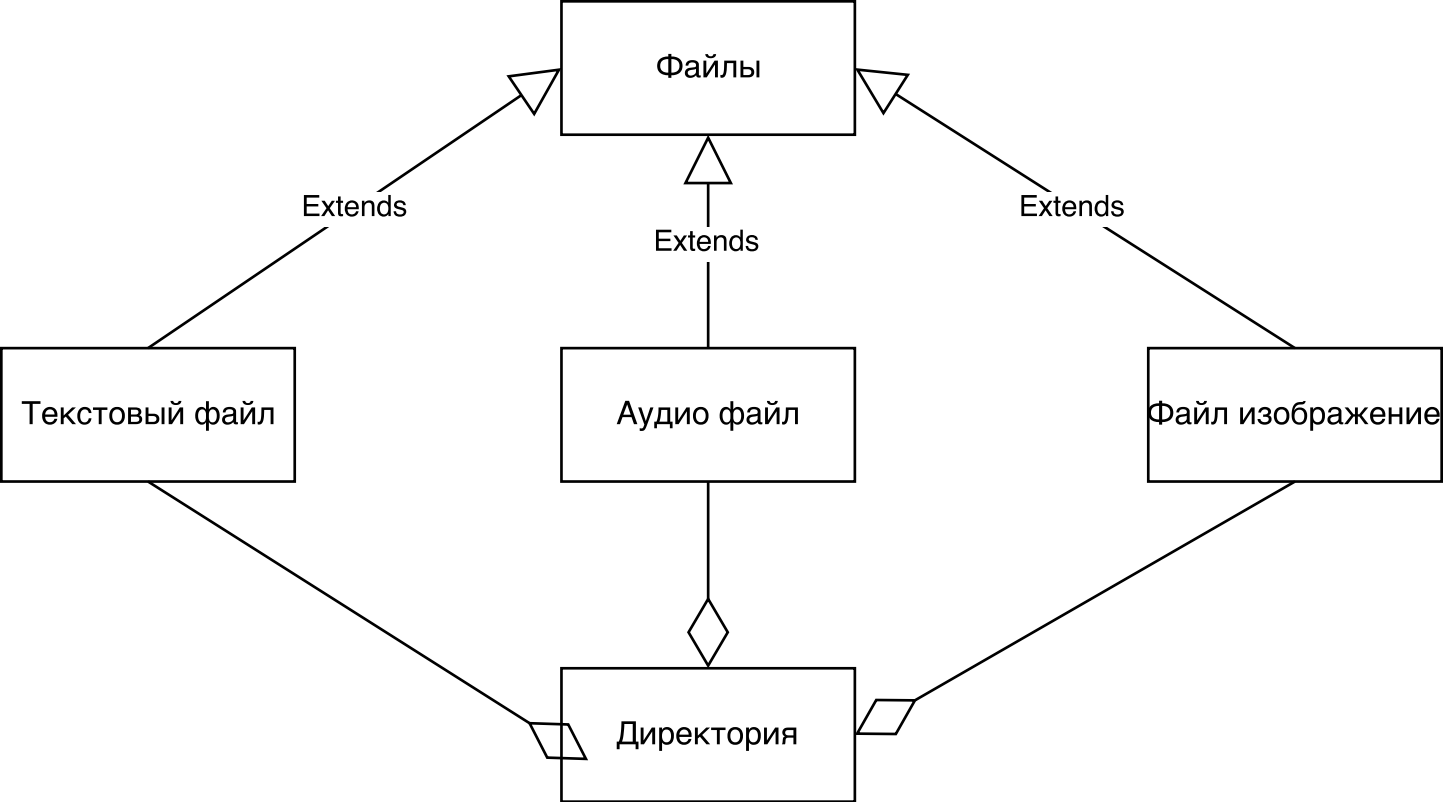 Файлы
Extends
Extends
Extends
Текстовый файл
Аудио файл
Файл изображение
Директория